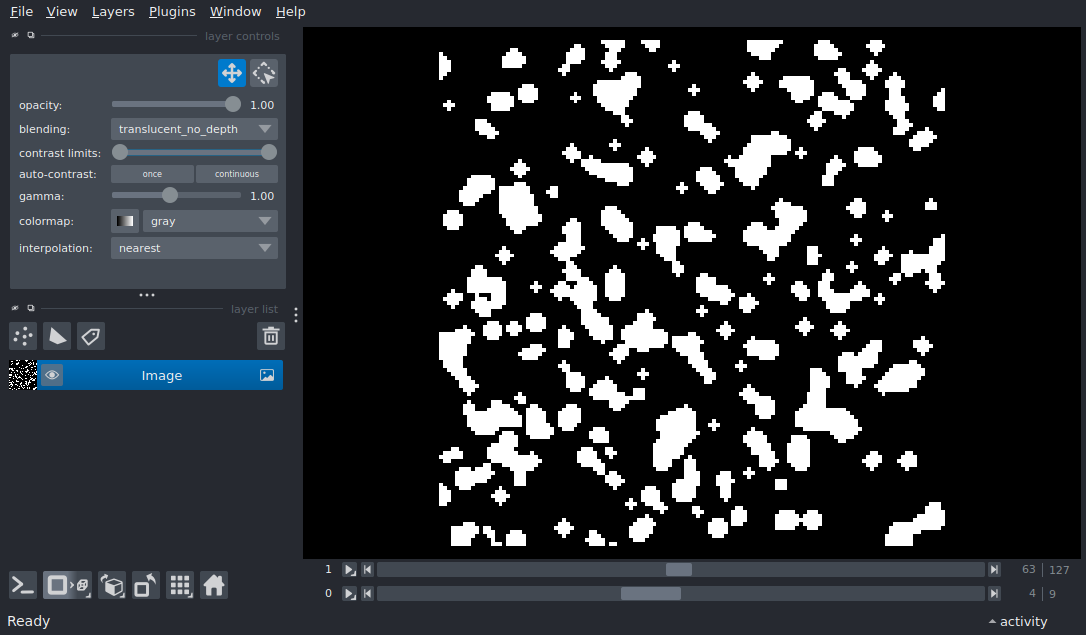 File View Layers Plugins Window Help
layer controls
opacity: 1.00
blending: translucent_no_depth
contrast limits:
auto-contrast: once continuous
gamma: 1.00
colormap: gray
interpolation: nearest
layer list
Image
1 63 127
0 4 9
Ready activity